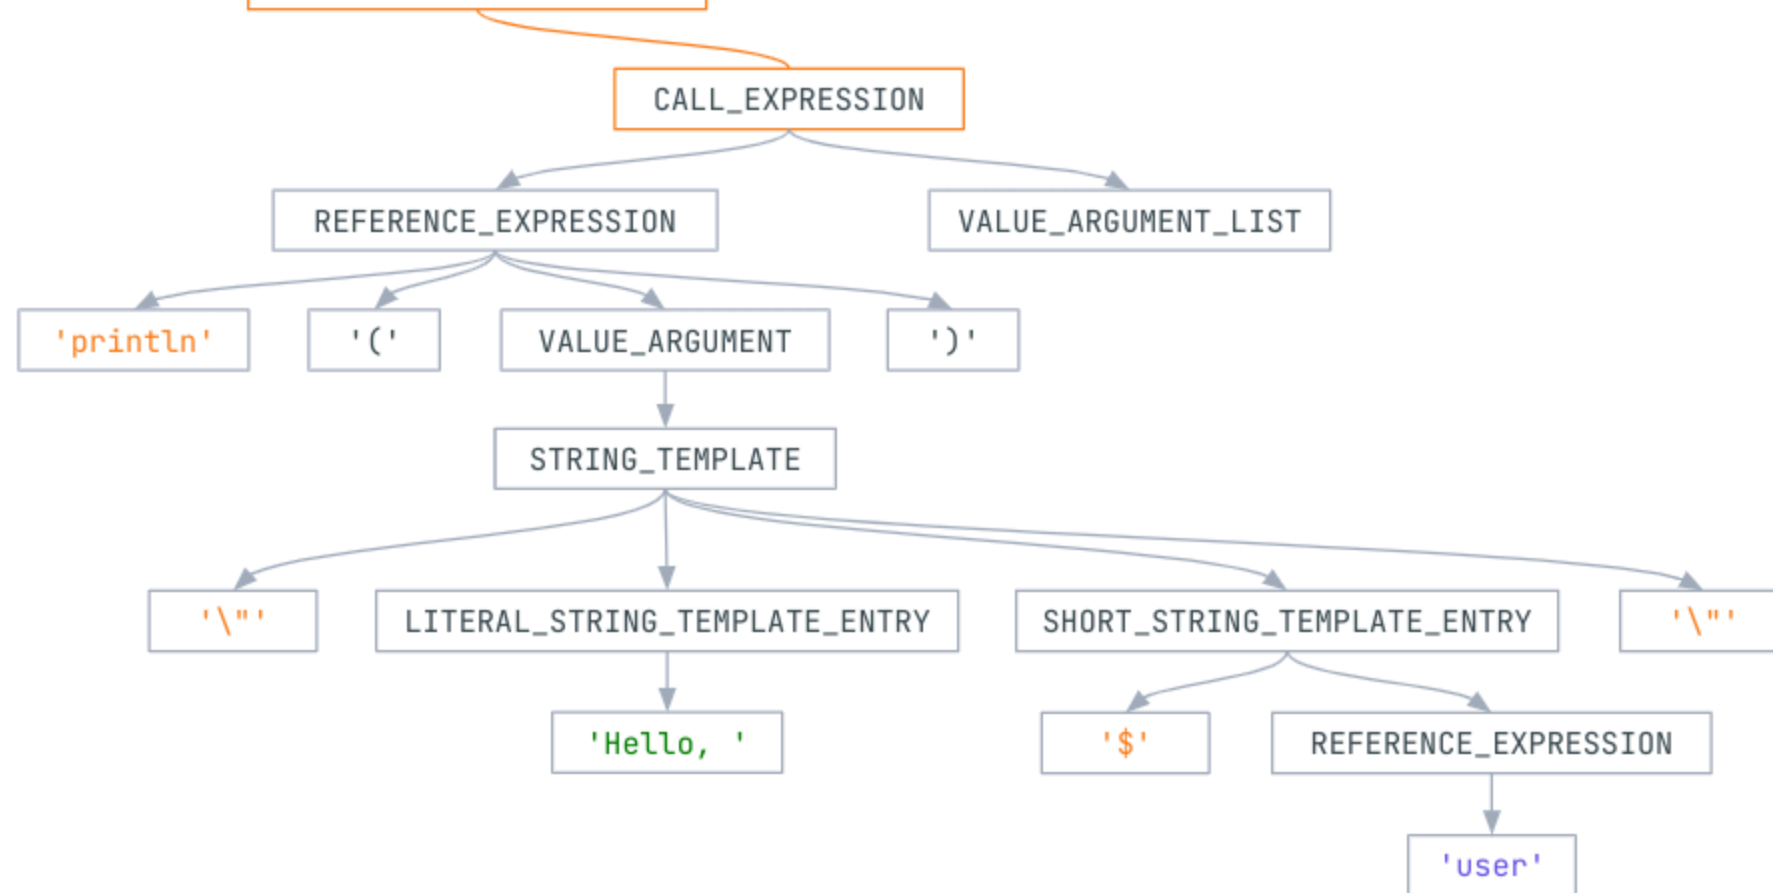 CALL_EXPRESSION
REFERENCE_EXPRESSION
VALUE_ARGUMENT_LIST
'println'
'('
VALUE_ARGUMENT
')'
STRING_TEMPLATE
'\"'
LITERAL_STRING_TEMPLATE_ENTRY
SHORT_STRING_TEMPLATE_ENTRY
'\"'
'Hello, '
'$'
REFERENCE_EXPRESSION
'user'